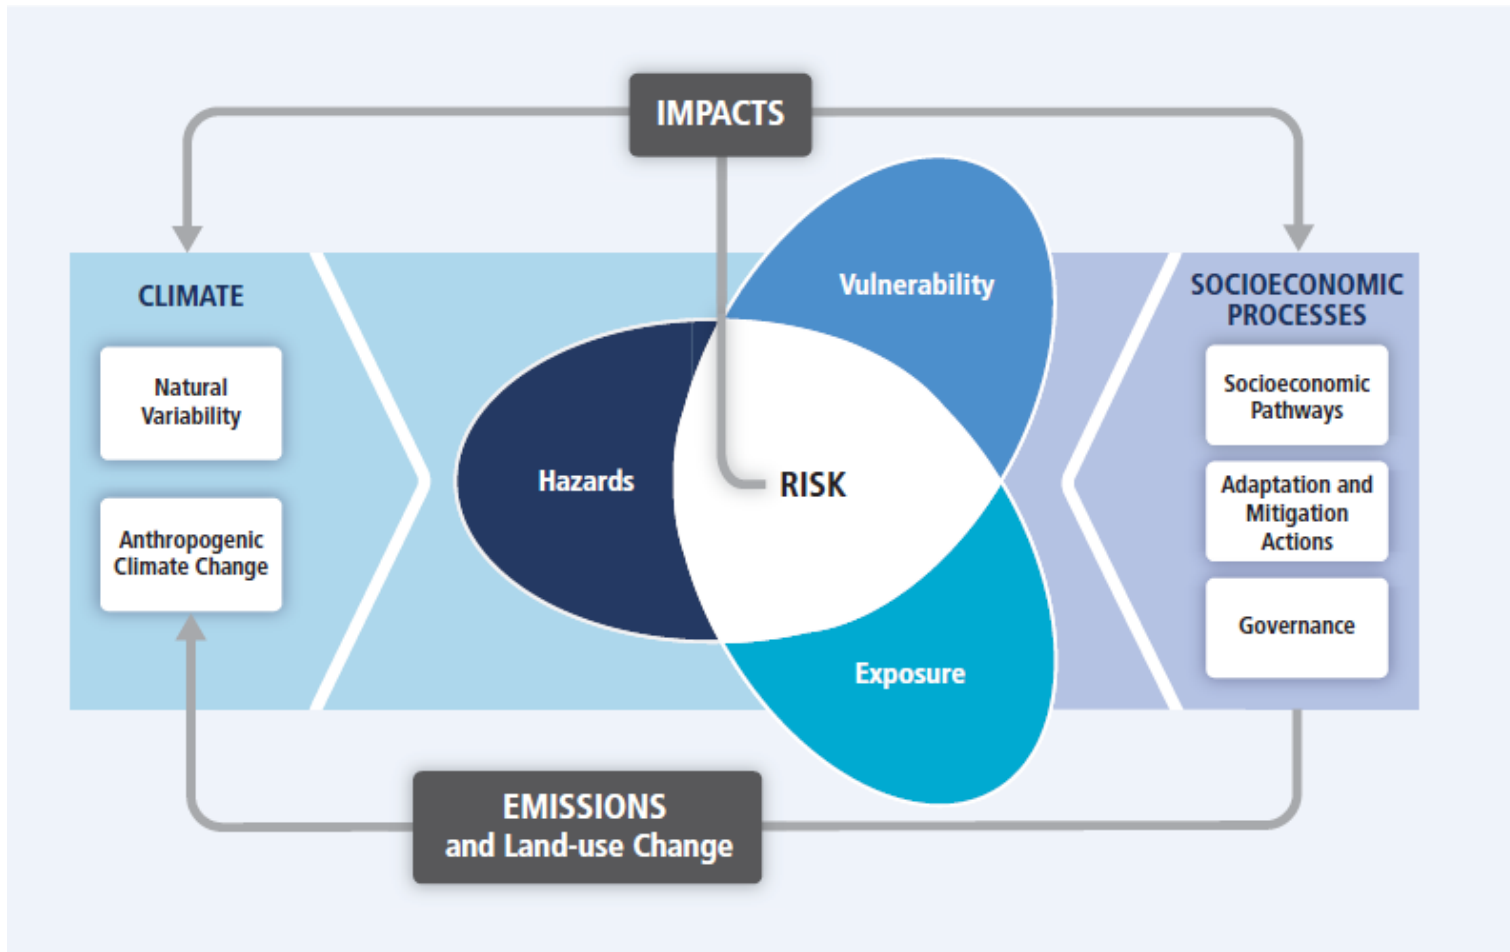 IMPACTS
CLIMATE
Natural
Variability
Anthropogenic
Climate Change
Hazards
Vulnerability
RISK
Exposure
SOCIOECONOMIC
PROCESSES
Socioeconomic
Pathways
Adaptation and
Mitigation
Actions
Governance
EMISSIONS
and Land-use Change